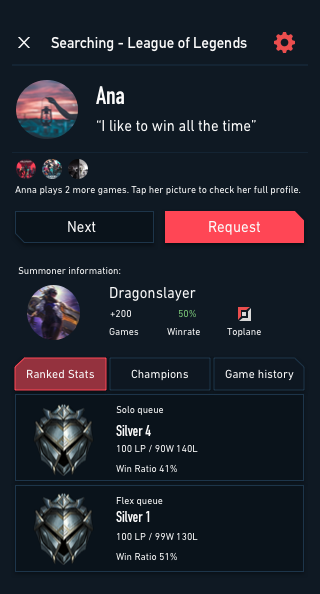 Searching - League of Legends
Ana
“I like to win all the time”
Ana plays 2 more games. Tap her picture to check her full profile.
Next
Request
Summoner information:
Dragonslayer
+200
50%
Games
Winrate
Toplane
Ranked Stats
Champions
Game history
Solo queue
Silver 4
100 LP / 90W 140L
Win Ratio 41%
Flex queue
Silver 1
100 LP / 99W 130L
Win Ratio 51%